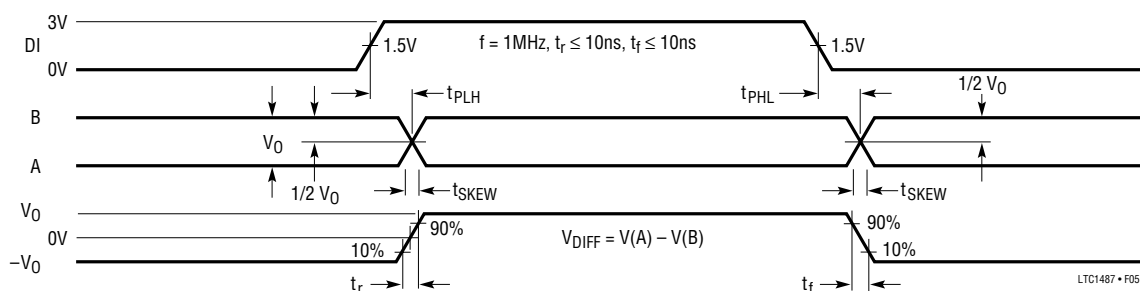 3V
DI
0V
1.5V
f = 1MHz, tr ≤ 10ns, tf ≤ 10ns
1.5V
tPLH
tPHL
1/2 VO
B
VO
A
1/2 VO
tSKEW
tSKEW
VO
0V
–VO
10%
90%
VDIFF = V(A) – V(B)
90%
10%
tr
tf
LTC1487 • F05